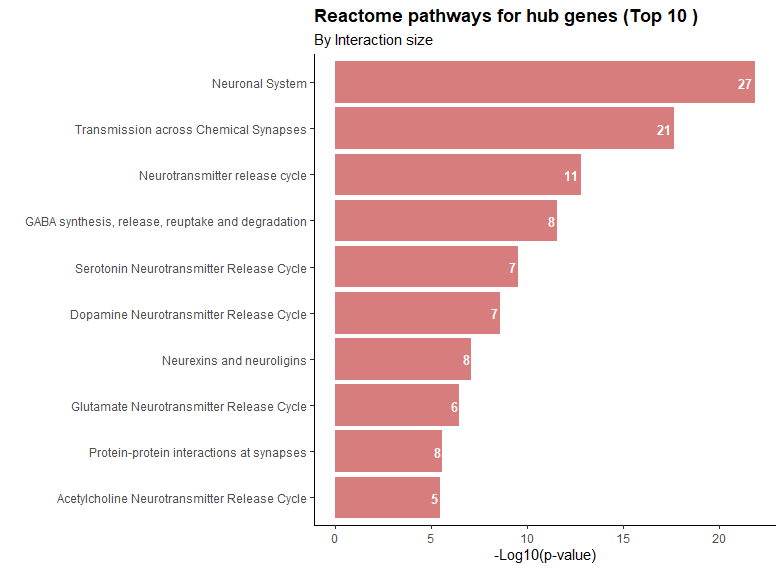 Reactome pathways for hub genes (Top 10 )
By Interaction size
Neuronal System
27
Transmission across Chemical Synapses
21
Neurotransmitter release cycle
11
GABA synthesis, release, reuptake and degradation
8
Serotonin Neurotransmitter Release Cycle
7
Dopamine Neurotransmitter Release Cycle
7
Neurexins and neuroligins
8
Glutamate Neurotransmitter Release Cycle
6
Protein-protein interactions at synapses
8
Acetylcholine Neurotransmitter Release Cycle
5
0 5 10 15 20
-Log10(p-value)